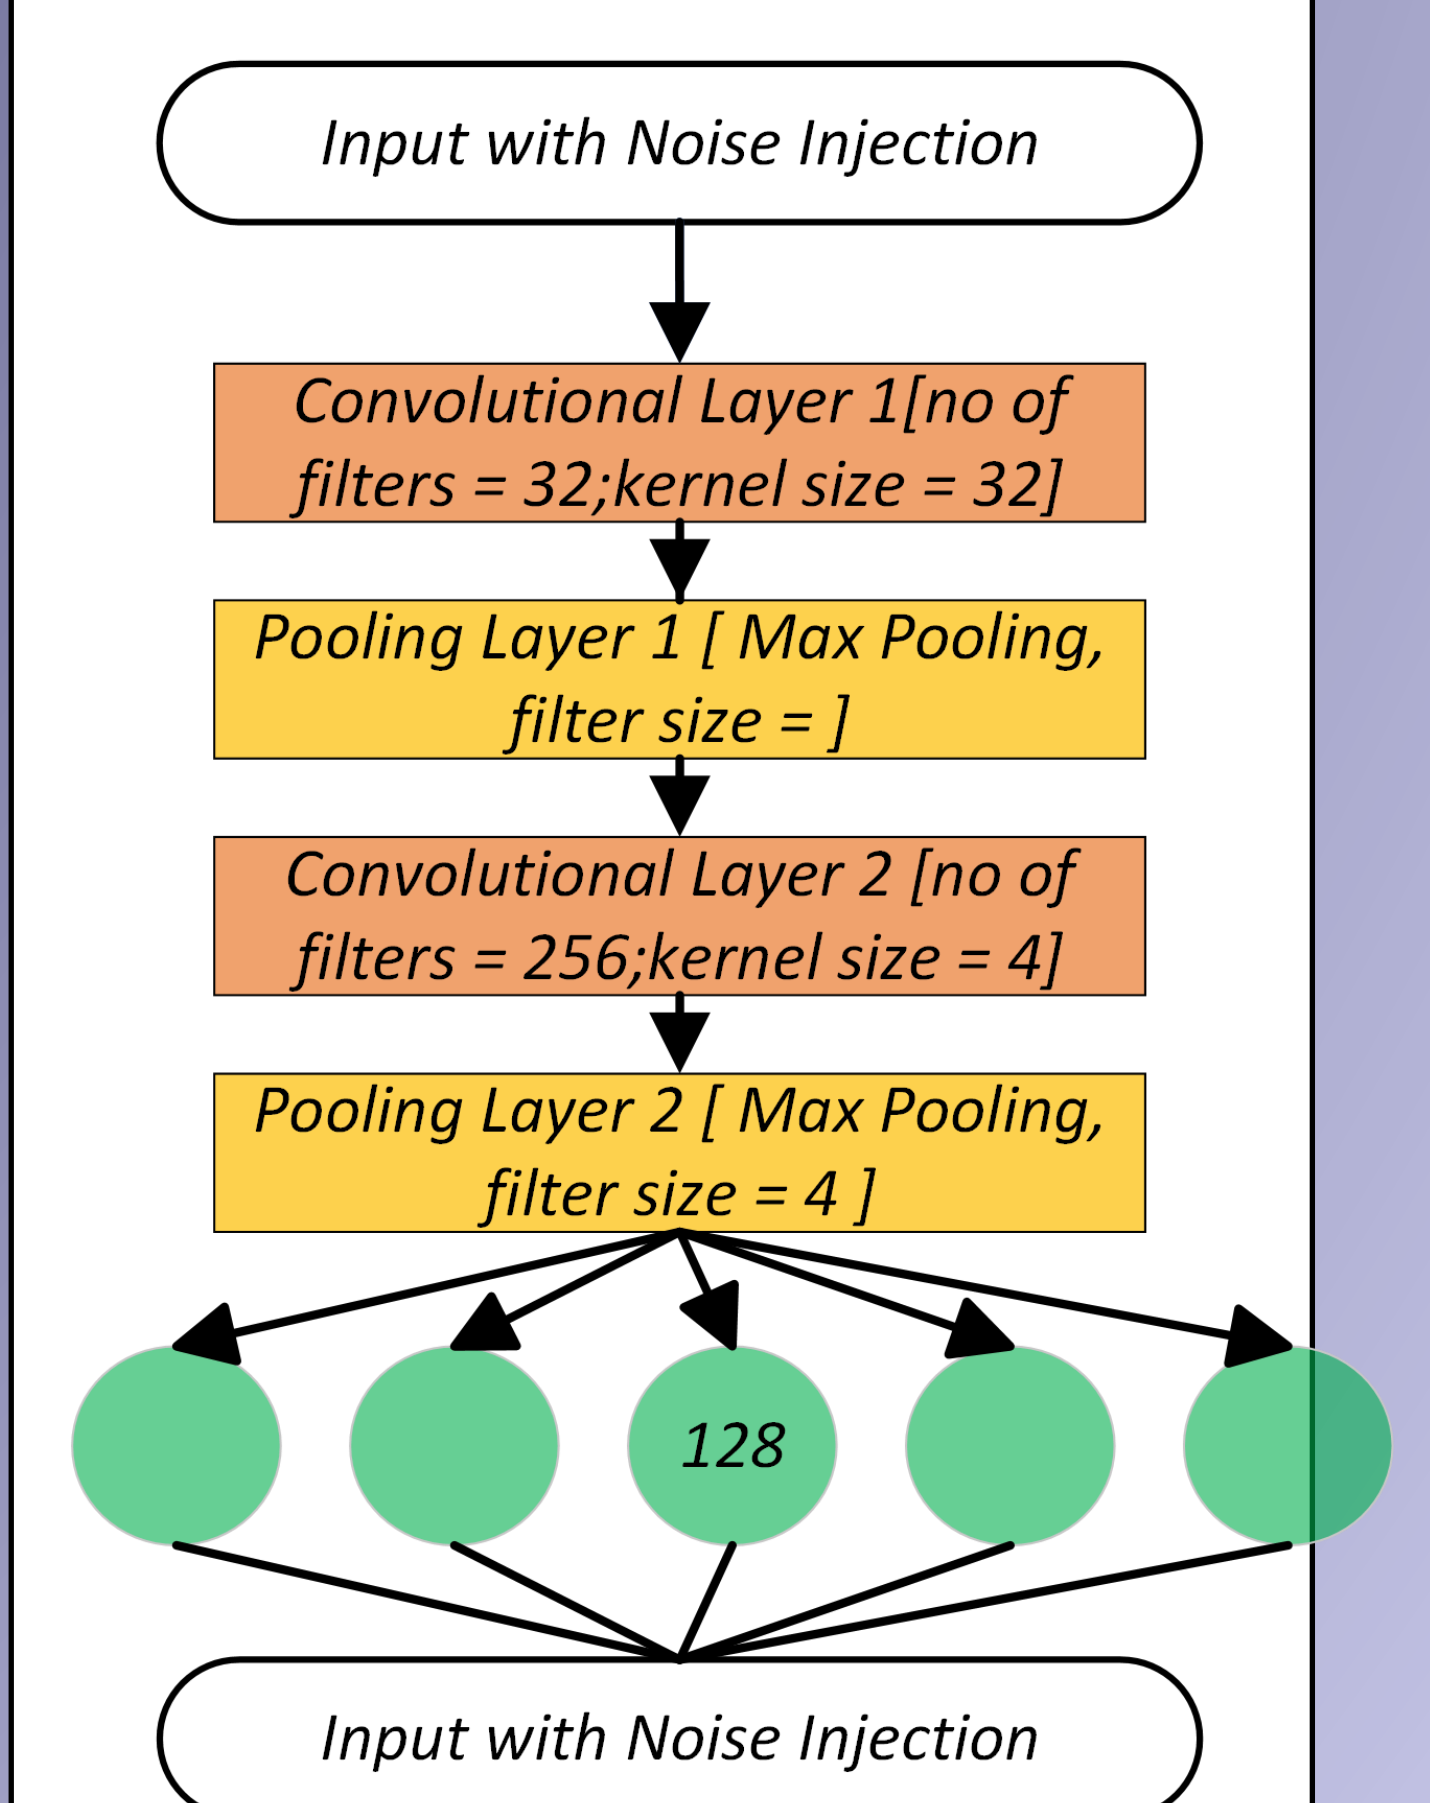 Input with Noise Injection
Convolutional Layer 1[no of
filters = 32;kernel size = 32]
Pooling Layer 1 [ Max Pooling,
filter size = ]
Convolutional Layer 2 [no of
filters = 256;kernel size = 4]
Pooling Layer 2 [ Max Pooling,
filter size = 4 ]
128
Input with Noise Injection